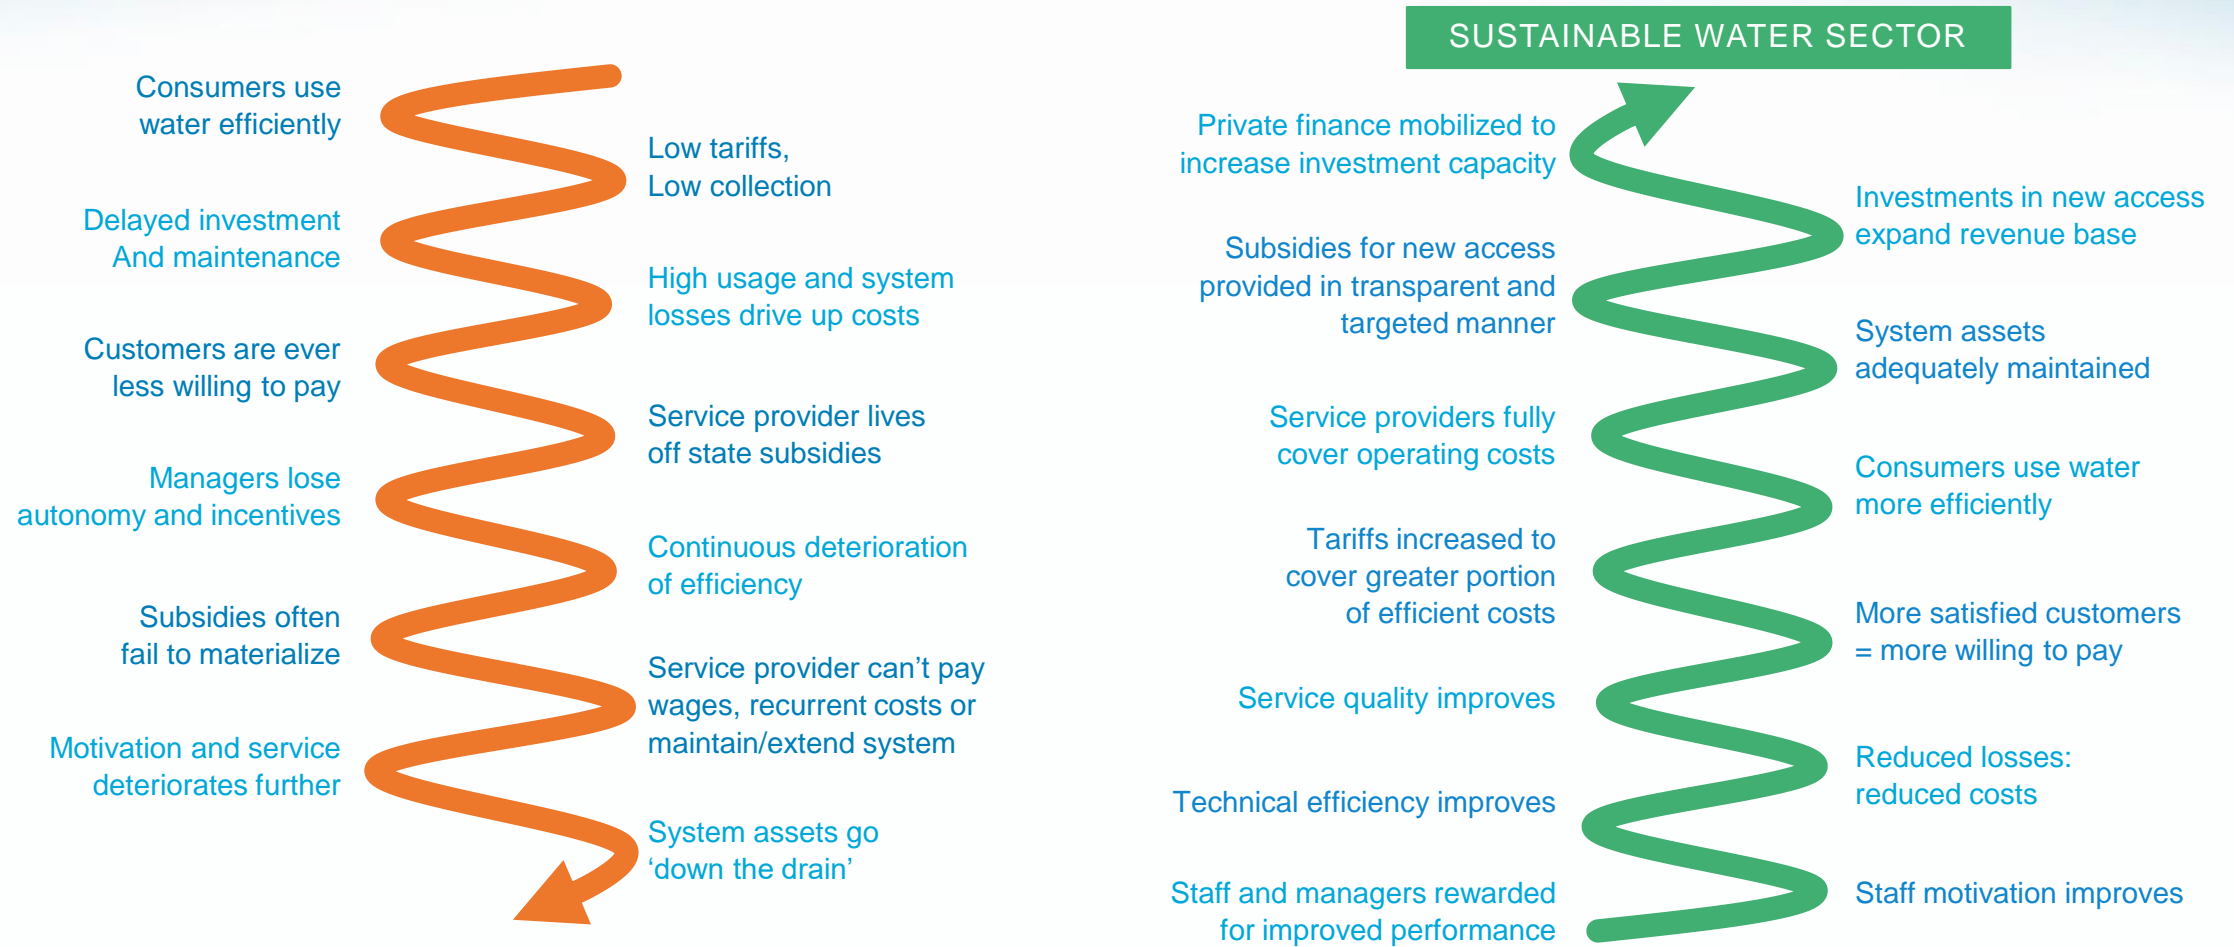 Consumers use
water efficiently
Low tariffs,
Low collection
Delayed investment
And maintenance
High usage and system
losses drive up costs
Customers are ever
less willing to pay
Service provider lives
off state subsidies
Managers lose
autonomy and incentives
Continuous deterioration
of efficiency
Subsidies often
fail to materialize
Service provider can’t pay
wages, recurrent costs or
maintain/extend system
Motivation and service
deteriorates further
System assets go
‘down the drain’
SUSTAINABLE WATER SECTOR
Private finance mobilized to
increase investment capacity
Investments in new access
expand revenue base
Subsidies for new access
provided in transparent and
targeted manner
System assets
adequately maintained
Service providers fully
cover operating costs
Consumers use water
more efficiently
Tariffs increased to
cover greater portion
of efficient costs
More satisfied customers
= more willing to pay
Service quality improves
Reduced losses:
reduced costs
Technical efficiency improves
Staff motivation improves
Staff and managers rewarded
for improved performance